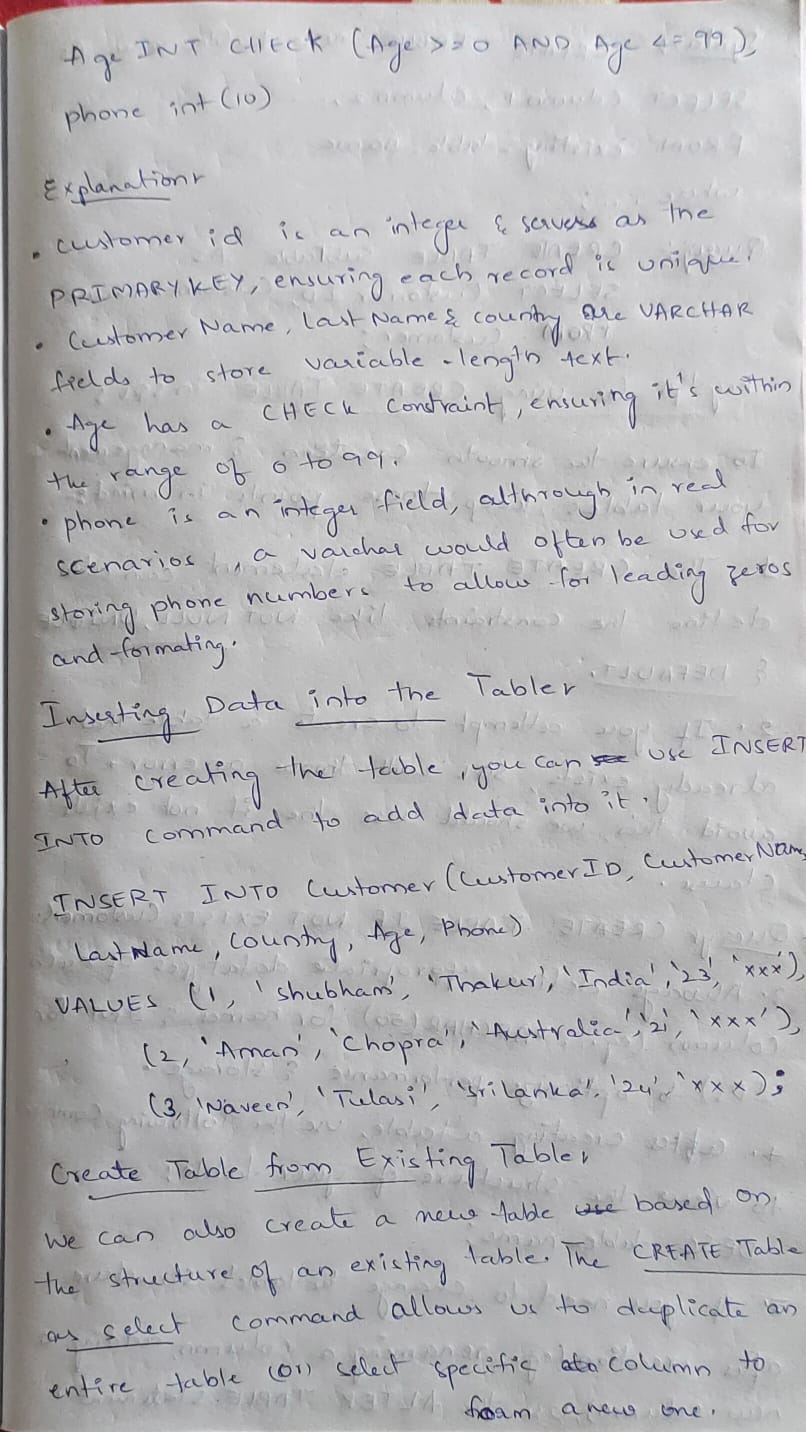 Age INT CHECK (Age >=0 AND Age <=99),
phone int(10)
Explanation:-
• customer id is an integer & servess as the
PRIMARY KEY, ensuring each record is unique.
• Customer Name, Last Name & country are VARCHAR
fields to store variable-length text.
• Age has a CHECK Constraint, ensuring it's within
the range of 0 to 99.
• phone is an integer field, althrough in real
scenarios, a varchar would often be used for
storing phone numbers to allow for leading zeros
and formating.
Inserting Data into the Table:-
After creating the table, you can use INSERT
INTO command to add data into it.
INSERT INTO Customer (CustomerID, CustomerName,
LastName, Country, Age, Phone)
VALUES (1, 'Shubham', 'Thakur', 'India', '23', 'xxx'),
(2, 'Aman', 'Chopra', 'Australia', '21', 'xxx'),
(3, 'Naveen', 'Tulasi', 'Srilanka', '24', 'xxx);
Create Table from Existing Table:-
We can also create a new table based on
the structure of an existing table. The CREATE Table
as select command allows us to duplicate an
entire table (or) select specific column to
foam a new one.